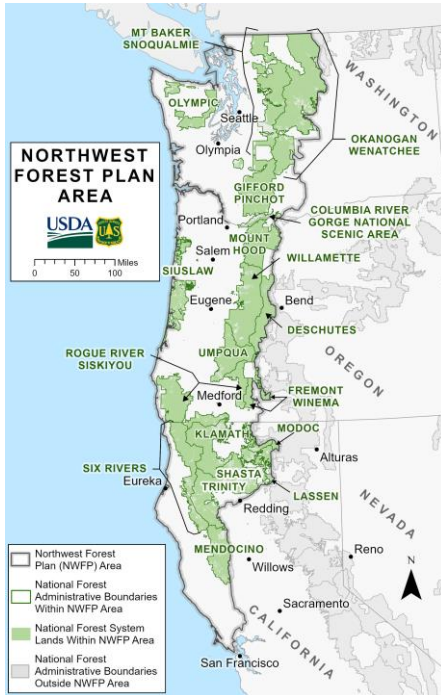 MT BAKER
SNOQUALMIE
WASHINGTON
OLYMPIC
Seattle
Olympia
OKANOGAN
WENATCHEE
NORTHWEST
FOREST PLAN
AREA
USDA
UAS
Miles
0 50 100
GIFFORD
PINCHOT
COLUMBIA RIVER
GORGE NATIONAL
SCENIC AREA
Portland
MOUNT
HOOD
Salem
WILLAMETTE
SIUSLAW
Eugene
Bend
DESCHUTES
OREGON
UMPQUA
ROGUE RIVER
SISKIYOU
FREMONT
WINEMA
Medford
MODOC
KLAMATH
Alturas
SIX RIVERS
SHASTA
TRINITY
Eureka
LASSEN
Redding
NEVADA
MENDOCINO
Reno
Willows
N
Sacramento
CALIFORNIA
San Francisco
Northwest Forest
Plan (NWFP) Area
National Forest
Administrative Boundaries
Within NWFP Area
National Forest System
Lands Within NWFP Area
National Forest
Administrative Boundaries
Outside NWFP Area